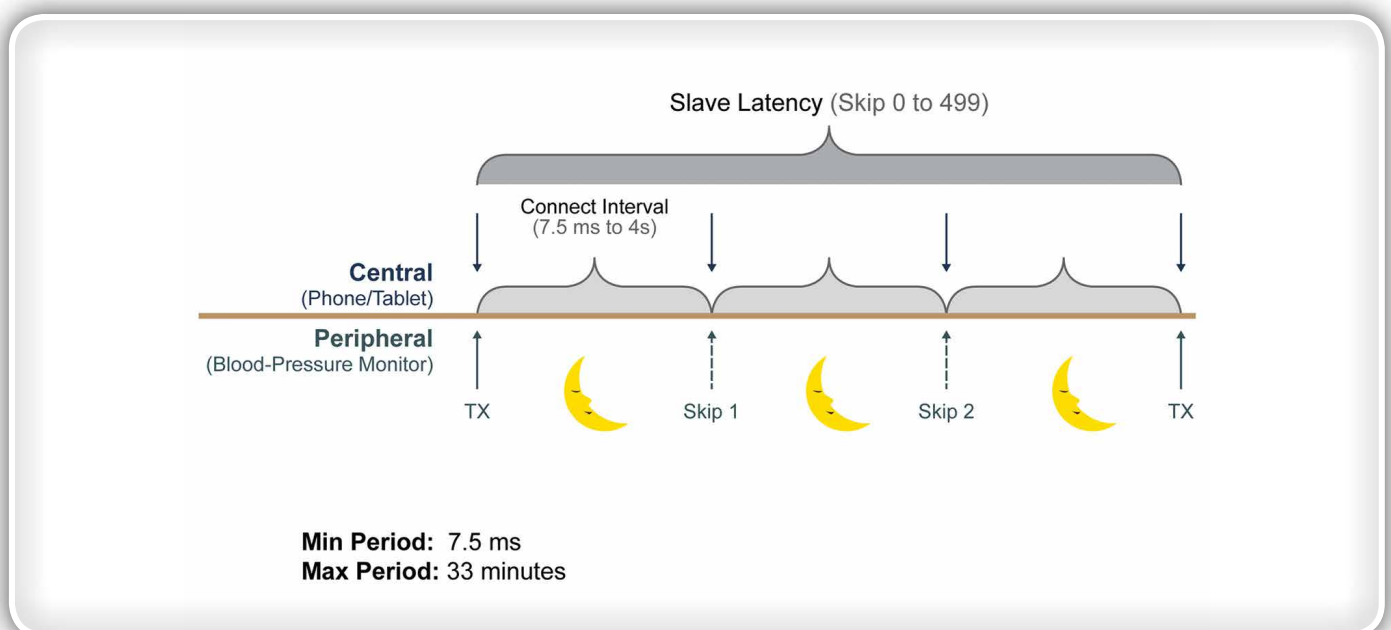 Slave Latency (Skip 0 to 499)
Connect Interval
(7.5 ms to 4s)
Central
(Phone/Tablet)
Peripheral
(Blood-Pressure Monitor)
TX
Skip 1
Skip 2
TX
Min Period: 7.5 ms
Max Period: 33 minutes